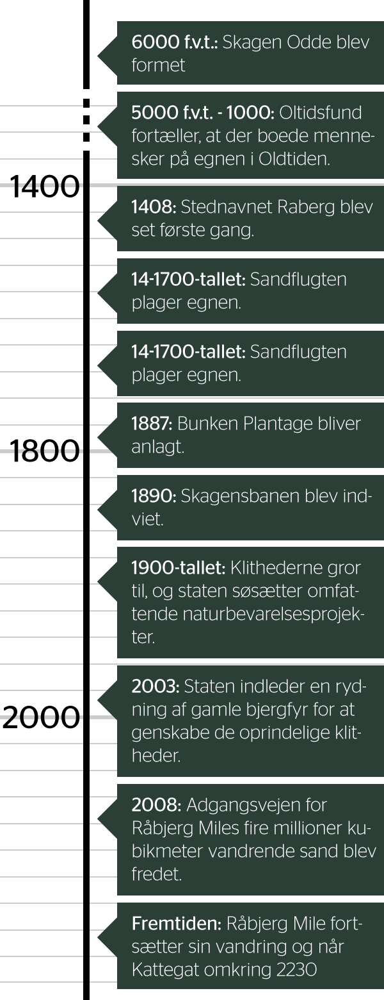 6000 f.v.t.: Skagen Odde blev
formet
5000 f.v.t. - 1000: Oltidsfund
fortæller, at der boede menne-
sker på egnen i Oldtiden.
1400
1408: Stednavnet Raberg blev
set første gang.
14-1700-tallet: Sandflugten
plager egnen.
14-1700-tallet: Sandflugten
plager egnen.
1887: Bunken Plantage bliver
anlagt.
1800
1890: Skagensbanen blev ind-
viet.
1900-tallet: Klithederne gror
til, og staten søsætter omfat-
tende naturbevarelsesprojek-
ter.
2003: Staten indleder en ryd-
ning af gamle bjergfyr for at
genskabe de oprindelige klit-
heder.
2000
2008: Adgangsvejen for
Råbjerg Miles fire millioner ku-
bikmeter vandrende sand blev
fredet.
Fremtiden: Råbjerg Mile fort-
sætter sin vandring og når
Kattegat omkring 2230